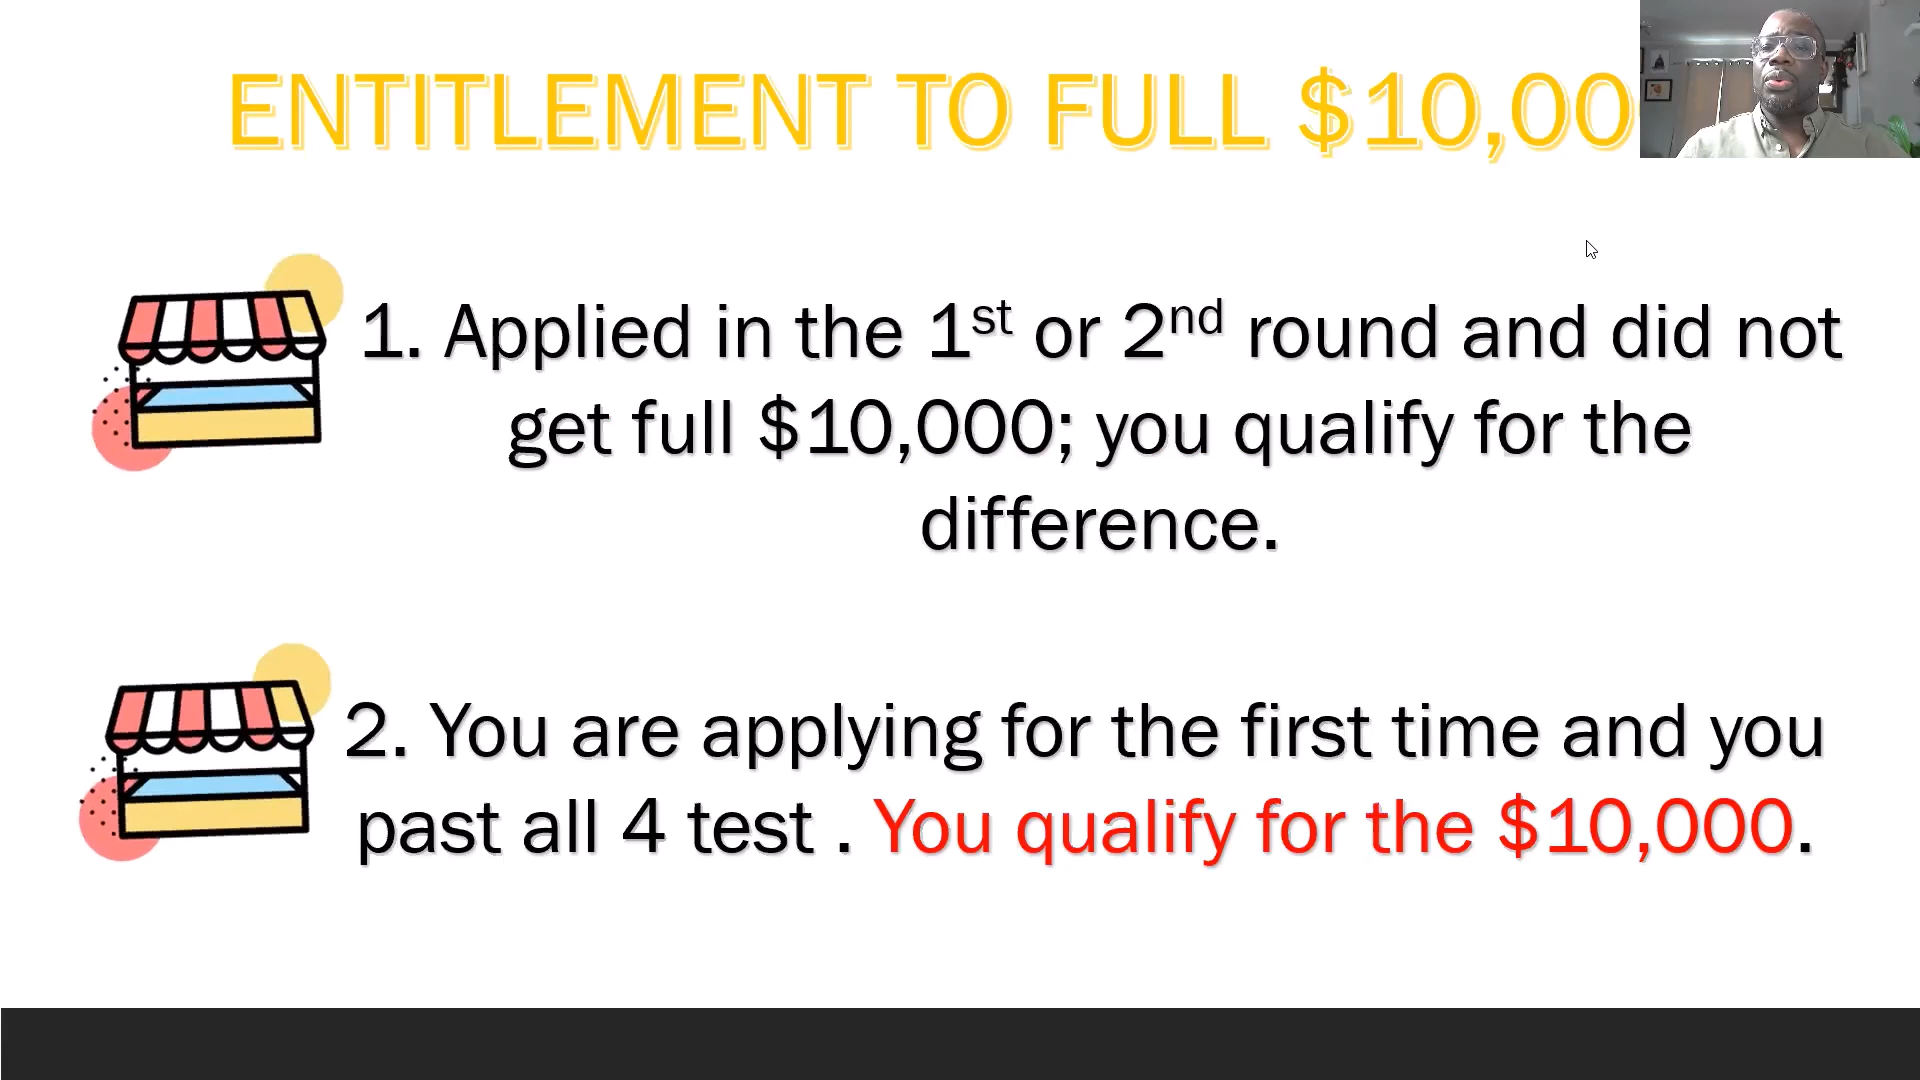 ENTITLEMENT TO FULL $10,00
1. Applied in the 1st or 2nd round and did not
get full $10,000; you qualify for the
difference.
2. You are applying for the first time and you
past all 4 test . You qualify for the $10,000.